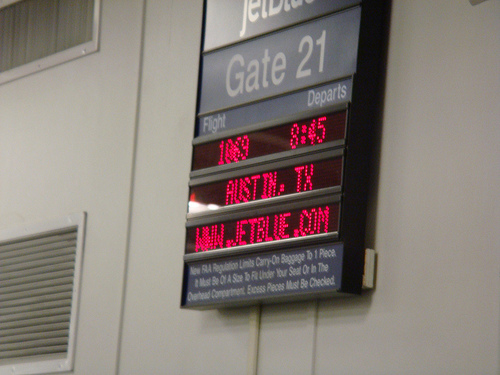 jetBlue
Gate 21
Flight Departs
1069 8:45
AUSTIN, TX
WWW.JETBLUE.COM
New FAA Regulation Limits Carry-On Baggage To 1 Piece.
It Must Be Of A Size To Fit Under Your Seat Or In The
Overhead Compartment. Excess Pieces Must Be Checked.